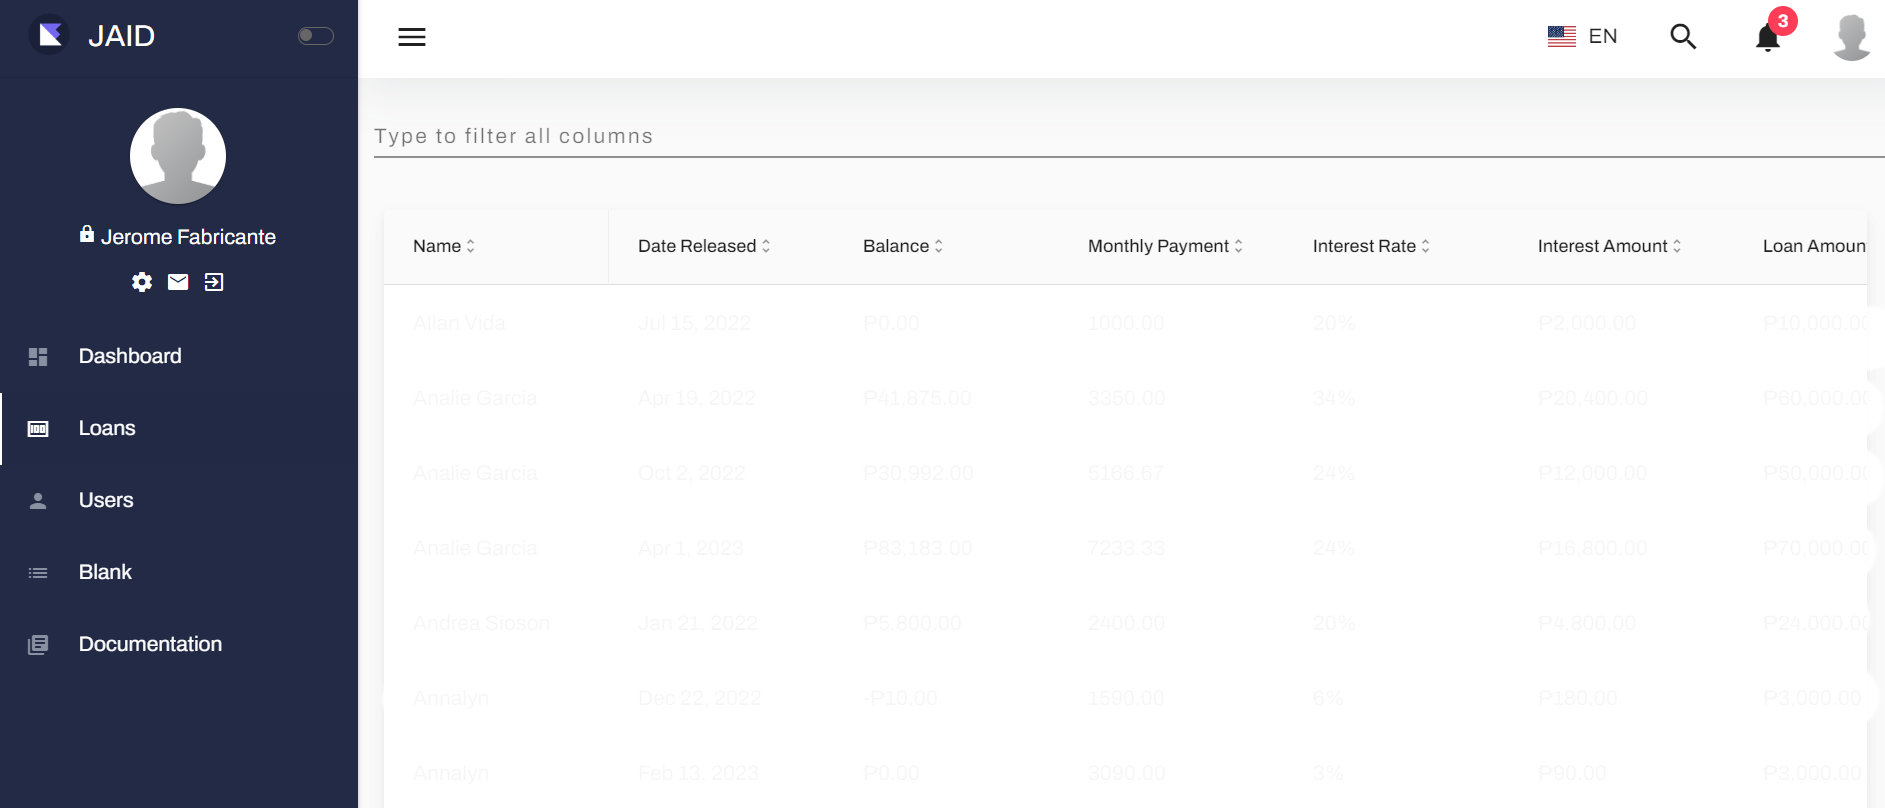 JAID
EN
3
Jerome Fabricante
Dashboard
Loans
Users
Blank
Documentation
Type to filter all columns
Name Date Released Balance Monthly Payment Interest Rate Interest Amount Loan Amoun
Allan Vida Jul 15, 2022 P0.00 1000.00 20% P2,000.00 P10,000.00
Analie Garcia Apr 19, 2022 P41,875.00 3350.00 34% P20,400.00 P60,000.00
Analie Garcia Oct 2, 2022 P30,992.00 5166.67 24% P12,000.00 P50,000.00
Analie Garcia Apr 1, 2023 P83,183.00 7233.33 24% P16,800.00 P70,000.00
Andrea Sioson Jan 21, 2022 P5,800.00 2400.00 20% P4,800.00 P24,000.00
Annalyn Dec 22, 2022 -P10.00 1590.00 6% P180.00 P3,000.00
Annalyn Feb 13, 2023 P0.00 3090.00 3% P90.00 P3,000.00